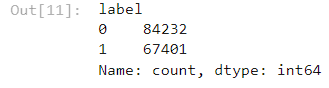 Out[11]: label
0 84232
1 67401
Name: count, dtype: int64